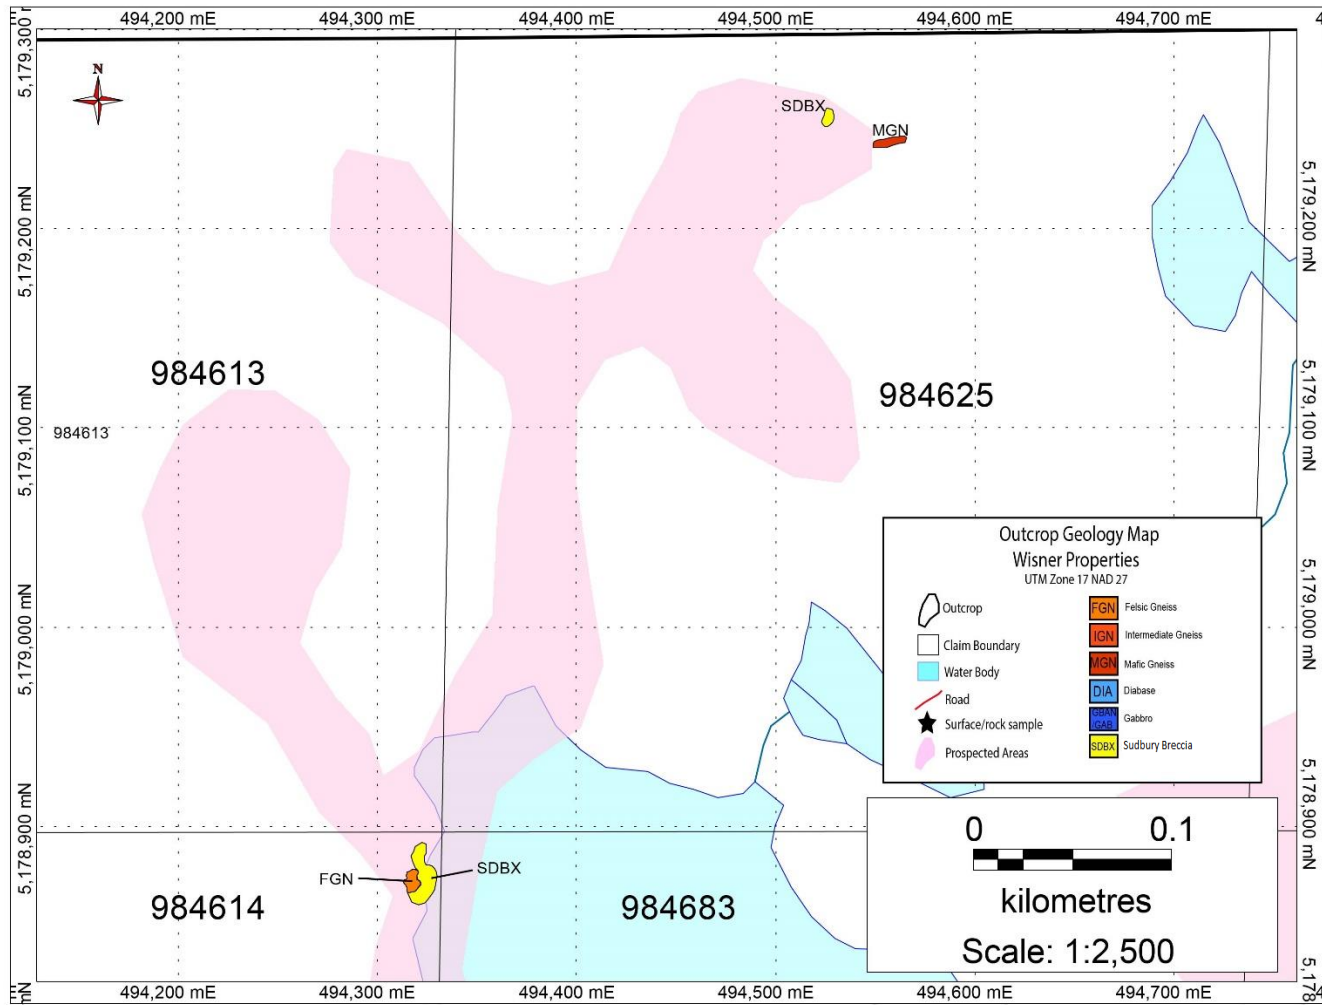 494,200 mE 494,300 mE 494,400 mE 494,500 mE 494,600 mE 494,700 mE
5,179,300
N
SDBX
MGN
5,179,200 mN
5,179,200 mN
984613
984625
984613
5,179,100 mN
5,179,100 mN
Outcrop Geology Map
Wisner Properties
UTM Zone 17 NAD 27
Outcrop
Claim Boundary
Water Body
Road
Surface/rock sample
Prospected Areas
FGN Felsic Gneiss
IGN Intermediate Gneiss
MGN Mafic Gneiss
DIA Diabase
GBAN/GAB Gabbro
SDBX Sudbury Breccia
5,179,000 mN
5,179,000 mN
5,178,900 mN
5,178,900 mN
FGN
SDBX
984614
984683
0 0.1
kilometres
Scale: 1:2,500
mN
5,178
494,200 mE 494,300 mE 494,400 mE 494,500 mE 494,600 mE 494,700 mE